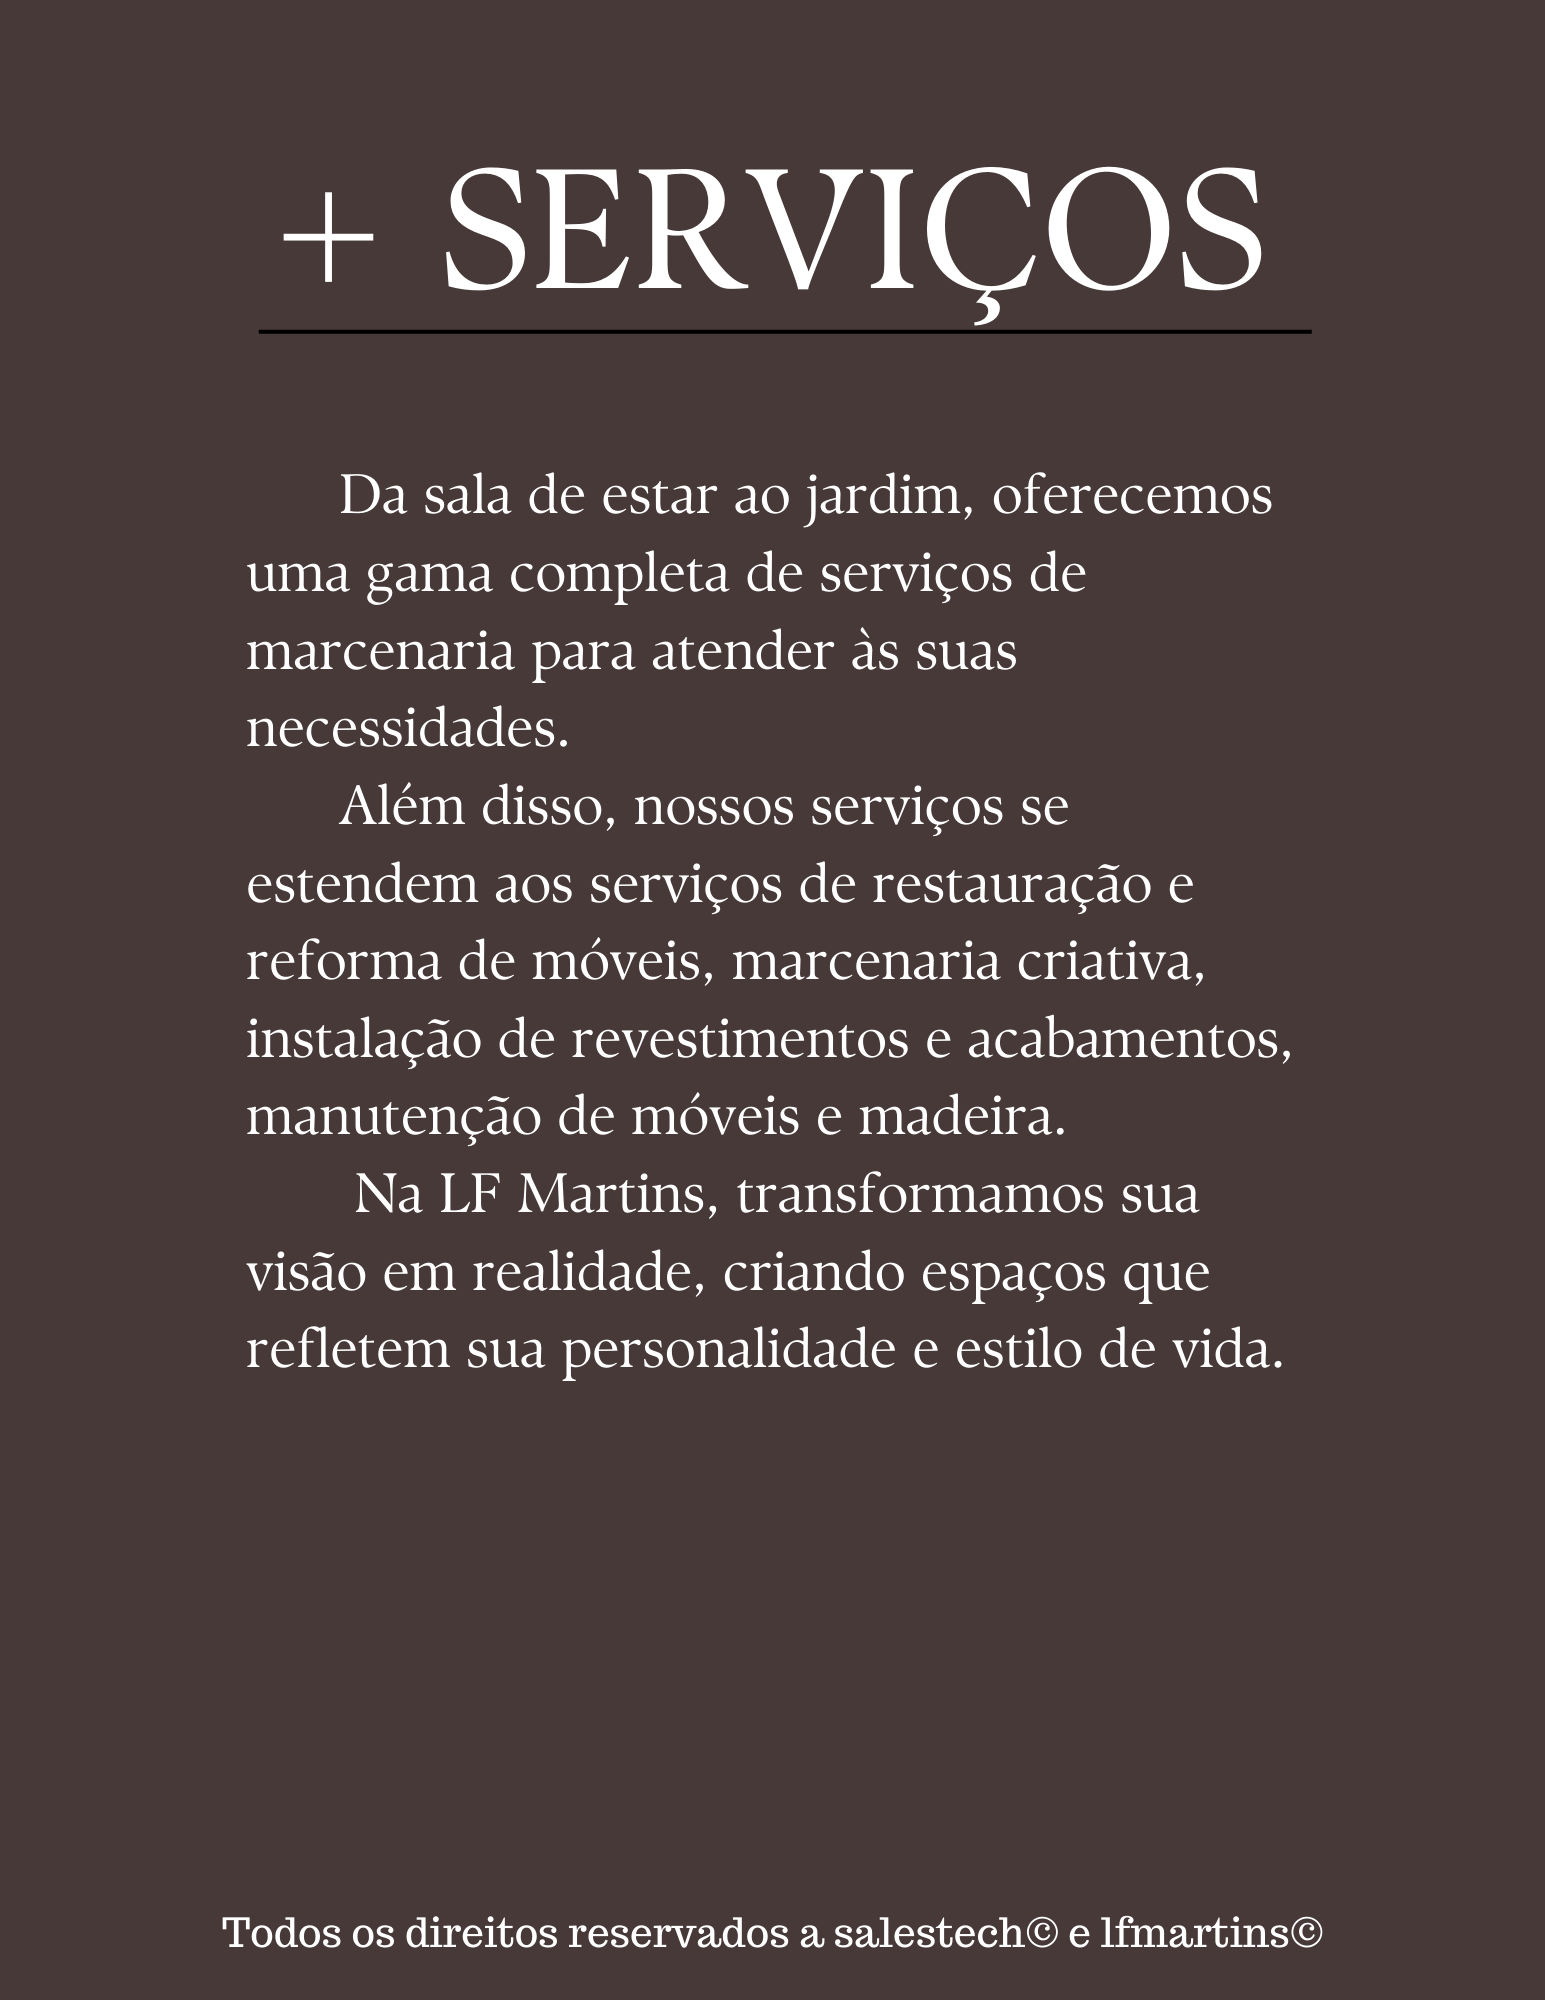 + SERVIÇOS
Da sala de estar ao jardim, oferecemos
uma gama completa de serviços de
marcenaria para atender às suas
necessidades.
Além disso, nossos serviços se
estendem aos serviços de restauração e
reforma de móveis, marcenaria criativa,
instalação de revestimentos e acabamentos,
manutenção de móveis e madeira.
Na LF Martins, transformamos sua
visão em realidade, criando espaços que
refletem sua personalidade e estilo de vida.
Todos os direitos reservados a salestech© e lfmartins©